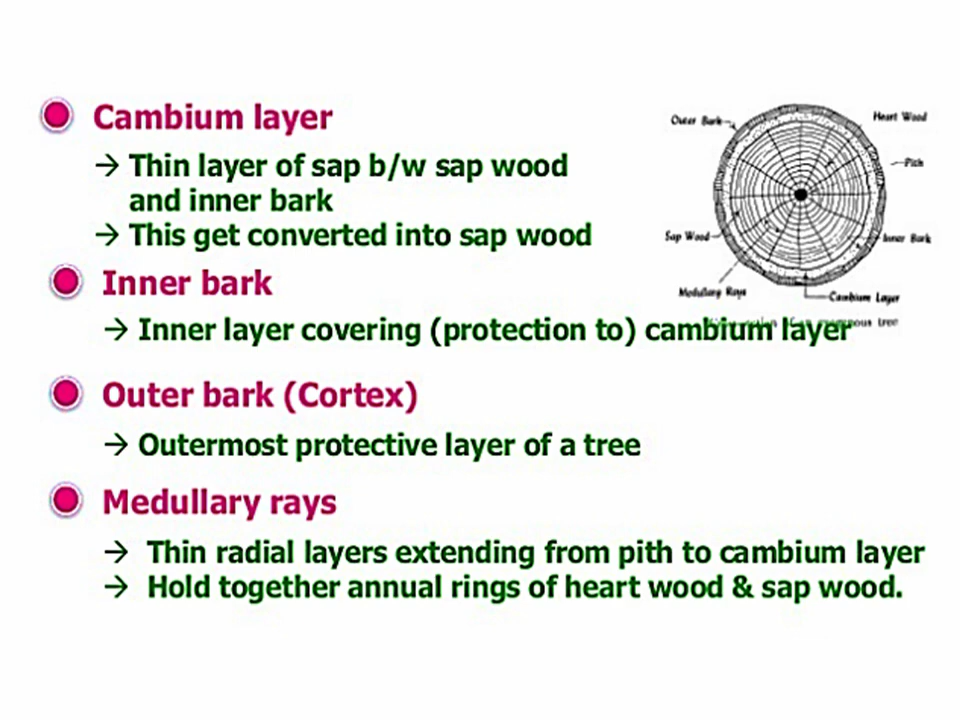 Cambium layer
→ Thin layer of sap b/w sap wood
and inner bark
→ This get converted into sap wood
Inner bark
→ Inner layer covering (protection to) cambium layer
Outer bark (Cortex)
→ Outermost protective layer of a tree
Medullary rays
→ Thin radial layers extending from pith to cambium layer
→ Hold together annual rings of heart wood & sap wood.
Outer Bark
Heart Wood
Pith
Sap Wood
Inner Bark
Medullary Rays
Cambium Layer
tree